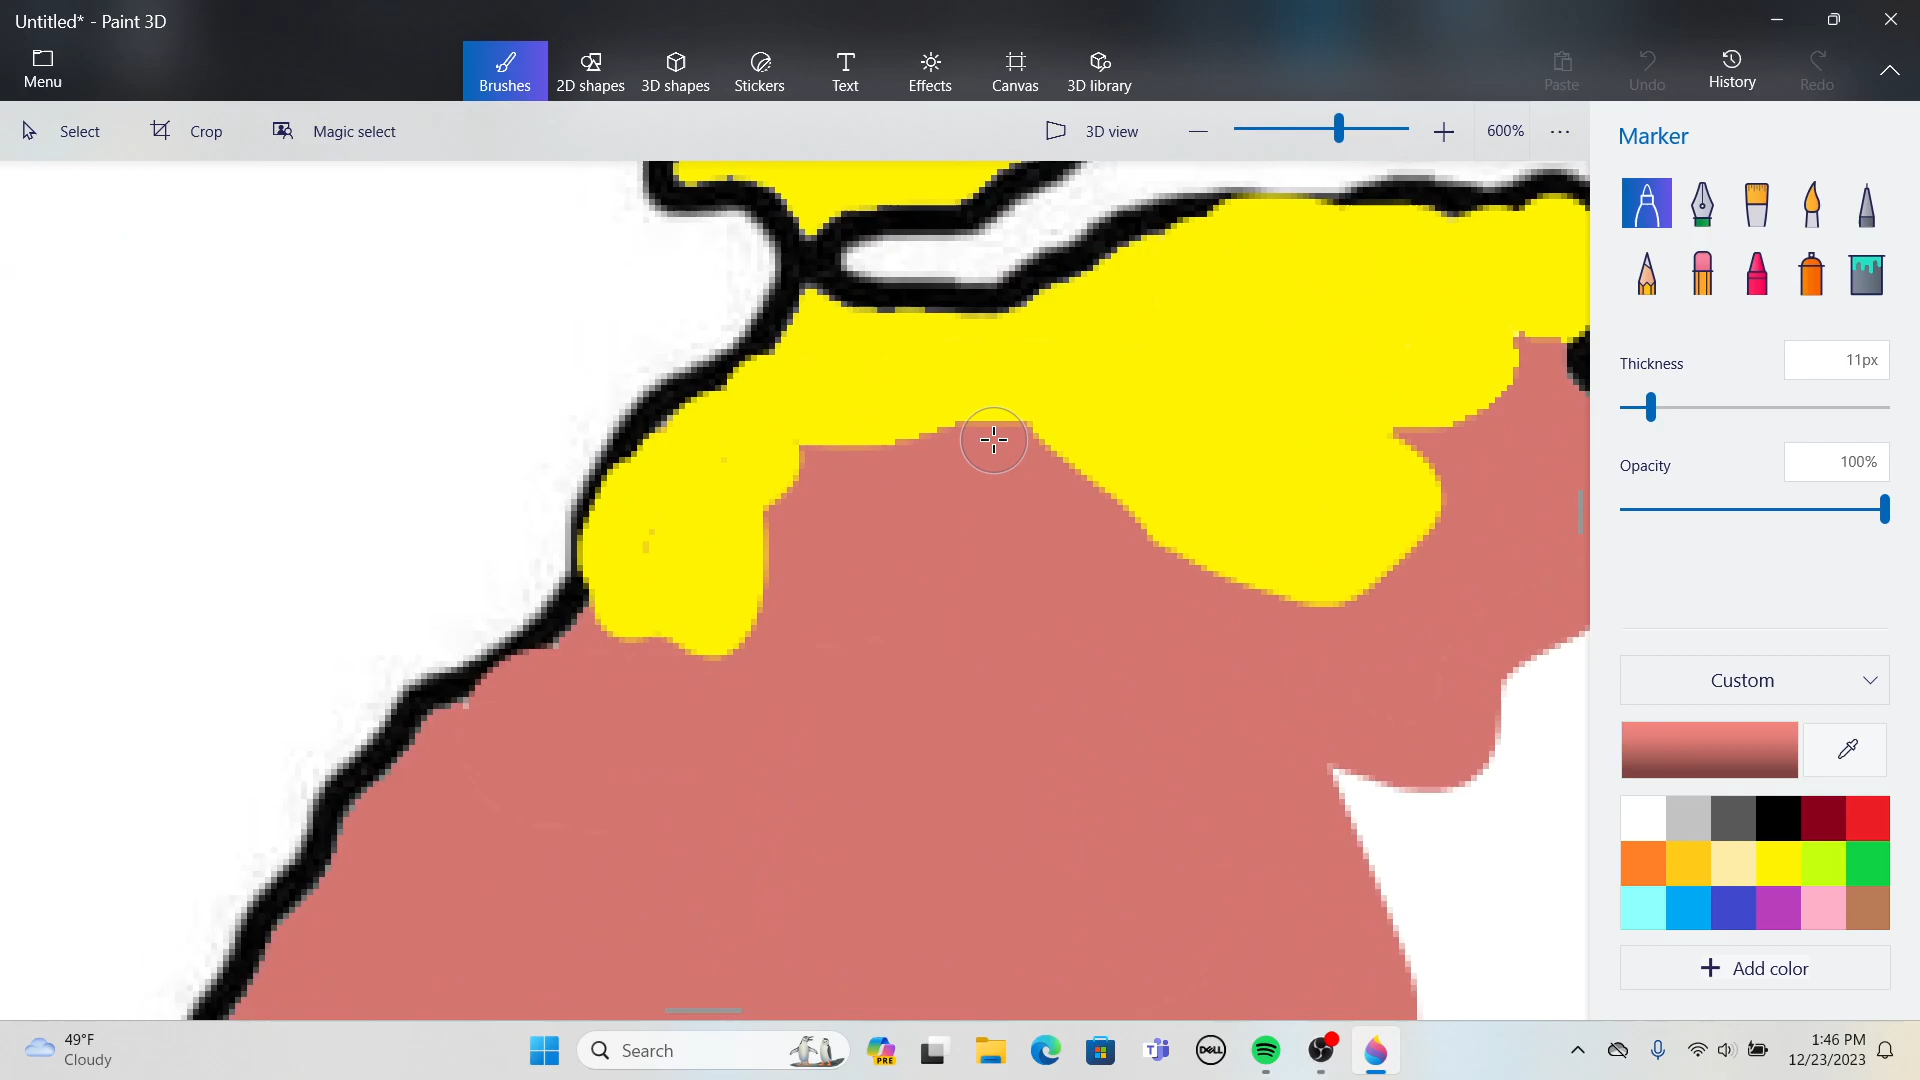 Untitled* - Paint 3D
Menu
Brushes
2D shapes
3D shapes
Stickers
Text
Effects
Canvas
3D library
Paste
Undo
History
Redo
Select
Crop
Magic select
3D view
600%
Marker
Thickness
11px
Opacity
100%
Custom
Add color
49°F
Cloudy
Search
PRE
DELL
1:46 PM
12/23/2023